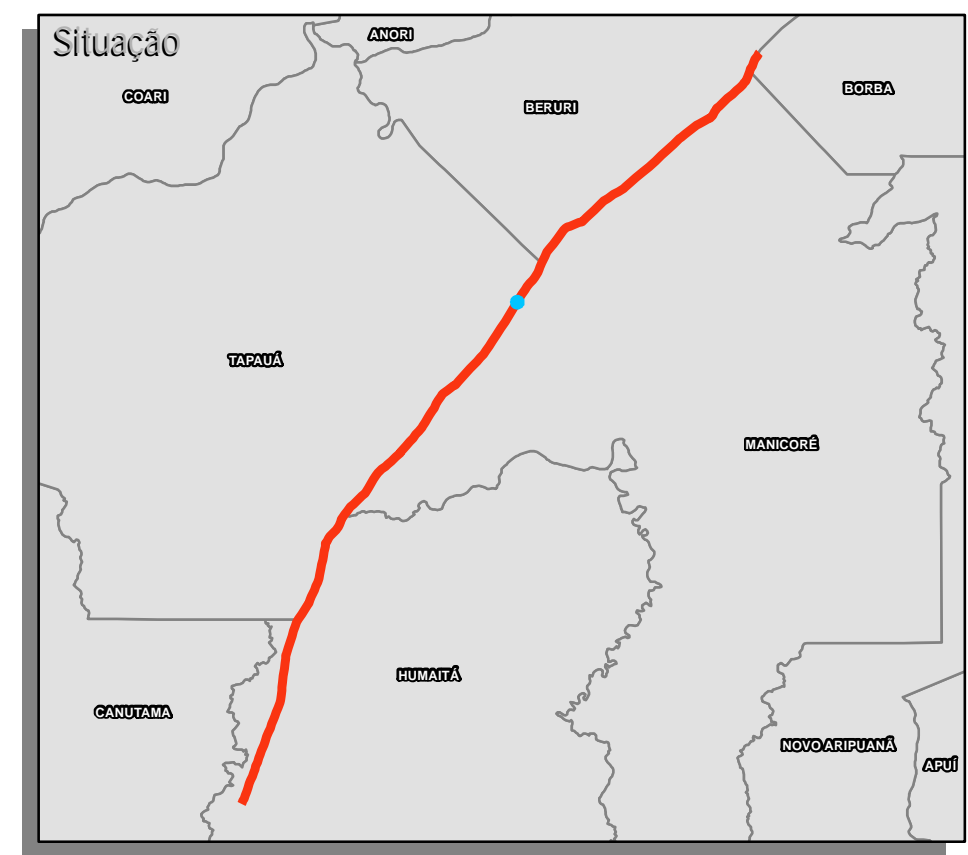 Situação
ANORI
COARI
BERURI
BORBA
TAPAUÁ
MANICORÉ
HUMAITÁ
CANUTAMA
NOVO ARIPUANÃ
APUÍ